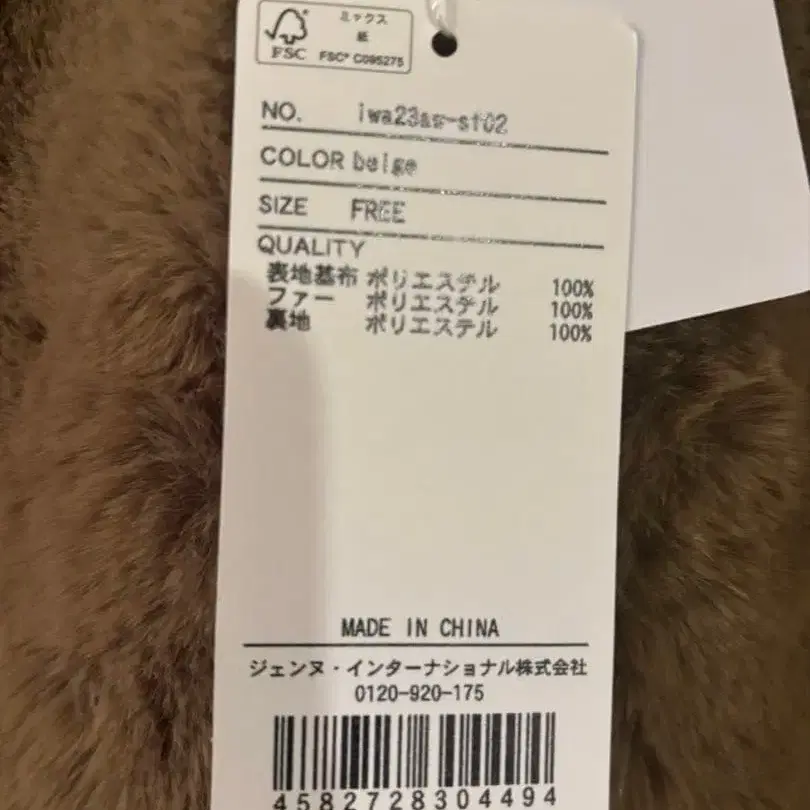 ミックス
紙
FSC
FSC® C095275
NO. iwa23aw-sf02
COLOR beige
SIZE FREE
QUALITY
表地基布 ポリエステル 100%
ファー ポリエステル 100%
裏地 ポリエステル 100%
MADE IN CHINA
ジェンヌ・インターナショナル株式会社
0120-920-175
4582728304494